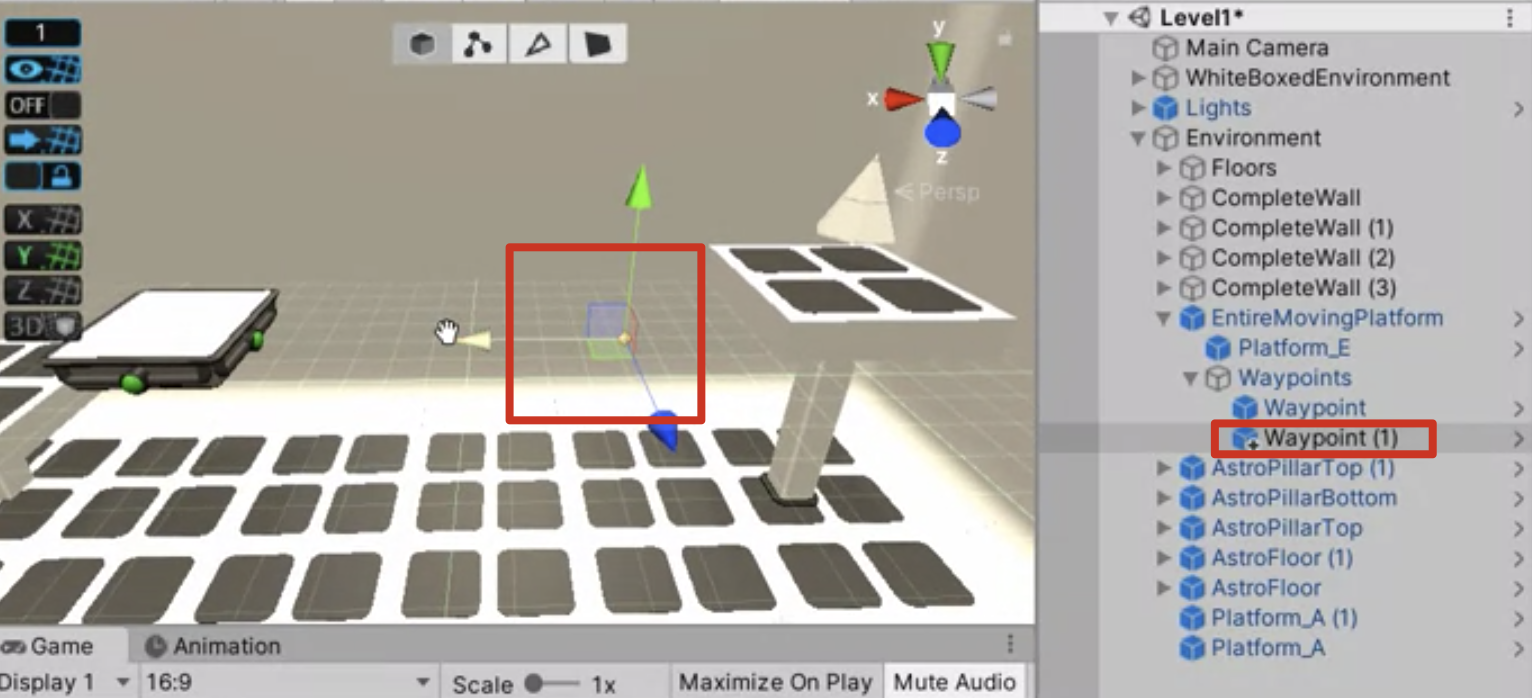 1
OFF
X
Y
Z
3D
y
x
z
Persp
Level1*
Main Camera
WhiteBoxedEnvironment
Lights
Environment
Floors
CompleteWall
CompleteWall (1)
CompleteWall (2)
CompleteWall (3)
EntireMovingPlatform
Platform_E
Waypoints
Waypoint
Waypoint (1)
AstroPillarTop (1)
AstroPillarBottom
AstroPillarTop
AstroFloor (1)
AstroFloor
Platform_A (1)
Platform_A
Game Animation
Display 1 16:9 Scale 1x Maximize On Play Mute Audio